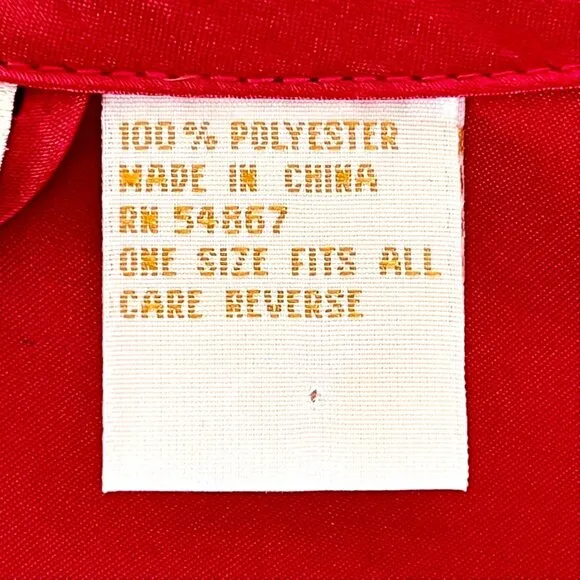 100% POLYESTER
MADE IN CHINA
RN 54867
ONE SIZE FITS ALL
CARE REVERSE